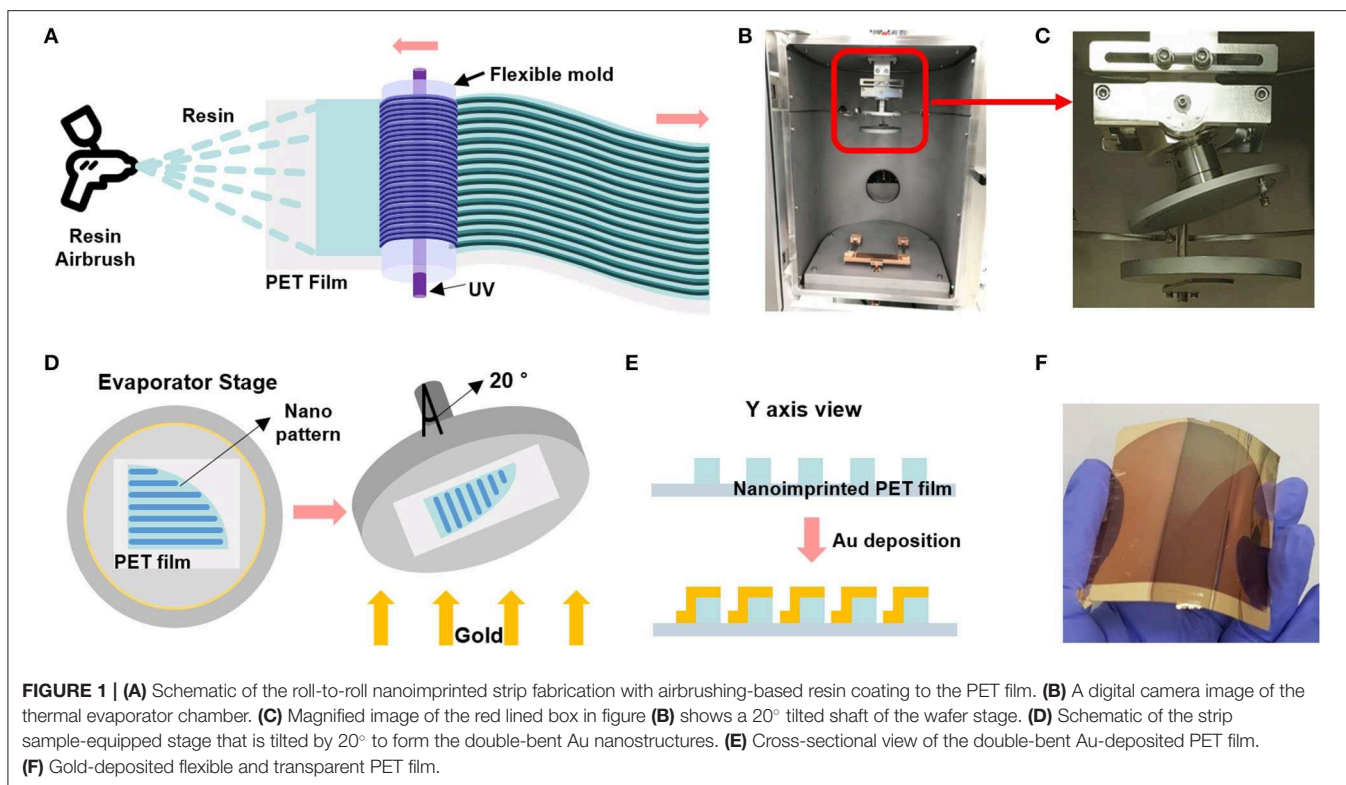 A
Resin
Flexible mold
Resin
Airbrush
PET Film
UV
B
C
D
Evaporator Stage
Nano
pattern
PET film
20 °
Gold
E
Y axis view
Nanoimprinted PET film
Au deposition
F
FIGURE 1 | (A) Schematic of the roll-to-roll nanoimprinted strip fabrication with airbrushing-based resin coating to the PET film. (B) A digital camera image of the
thermal evaporator chamber. (C) Magnified image of the red lined box in figure (B) shows a 20° tilted shaft of the wafer stage. (D) Schematic of the strip
sample-equipped stage that is tilted by 20° to form the double-bent Au nanostructures. (E) Cross-sectional view of the double-bent Au-deposited PET film.
(F) Gold-deposited flexible and transparent PET film.